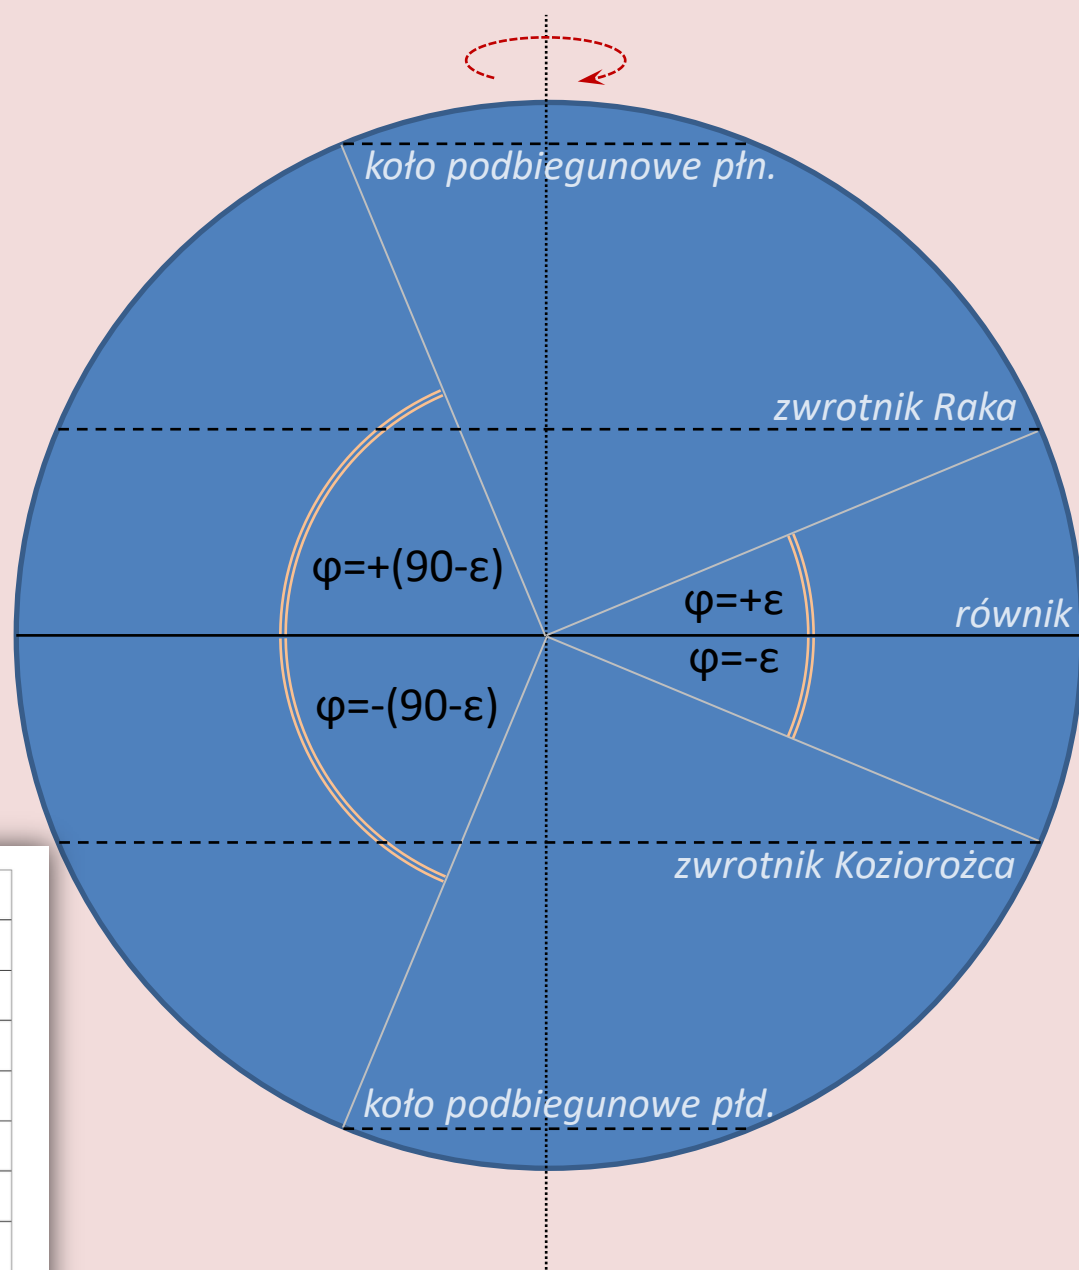 koło podbiegunowe płn.
zwrotnik Raka
φ=+(90-ε)
φ=+ε
równik
φ=-ε
φ=-(90-ε)
zwrotnik Koziorożca
koło podbiegunowe płd.